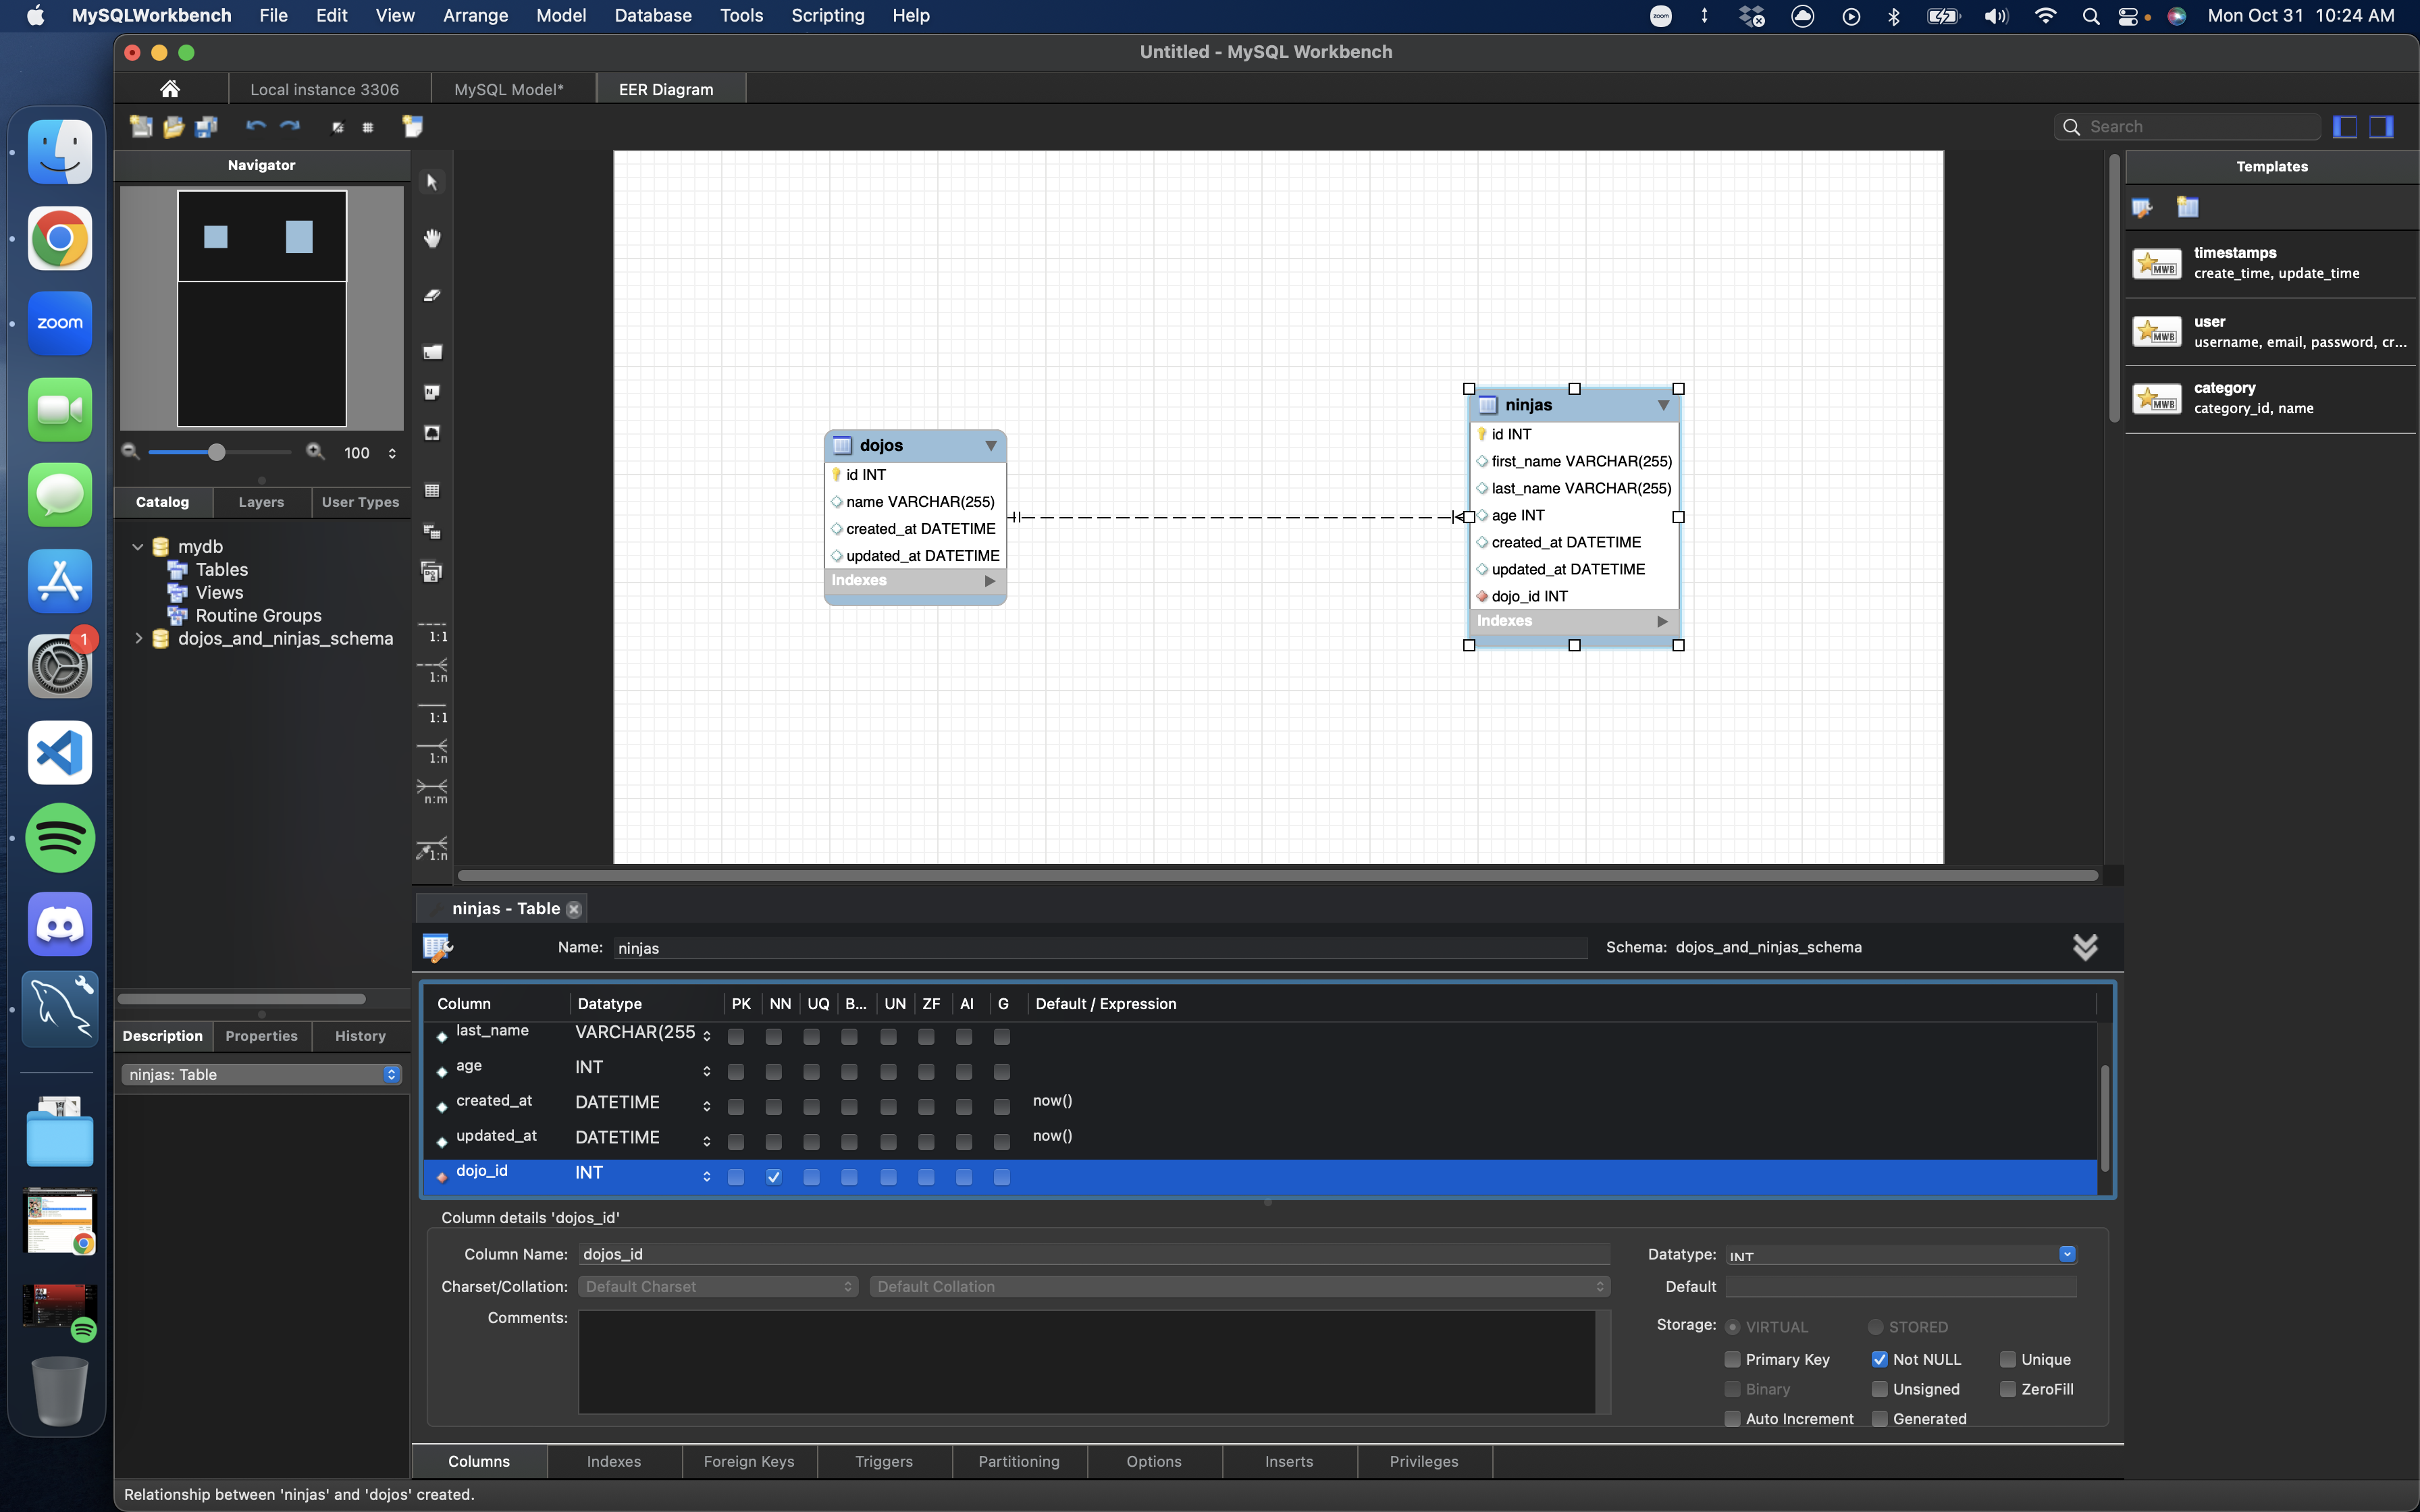 MySQLWorkbench File Edit View Arrange Model Database Tools Scripting Help zoom Mon Oct 31 10:24 AM
Untitled - MySQL Workbench
Local instance 3306 MySQL Model* EER Diagram
Search
Navigator
Templates
timestamps
create_time, update_time
user
username, email, password, cr...
category
category_id, name
MWB
MWB
MWB
zoom
1
100
Catalog Layers User Types
mydb
Tables
Views
Routine Groups
dojos_and_ninjas_schema
1:1
1:n
1:1
1:n
n:m
1:n
dojos
id INT
name VARCHAR(255)
created_at DATETIME
updated_at DATETIME
Indexes
ninjas
id INT
first_name VARCHAR(255)
last_name VARCHAR(255)
age INT
created_at DATETIME
updated_at DATETIME
dojo_id INT
Indexes
ninjas - Table
Name: ninjas Schema: dojos_and_ninjas_schema
Column Datatype PK NN UQ B... UN ZF AI G Default / Expression
last_name VARCHAR(255
age INT
created_at DATETIME now()
updated_at DATETIME now()
dojo_id INT
Description Properties History
ninjas: Table
Column details 'dojos_id'
Column Name: dojos_id Datatype: INT
Charset/Collation: Default Charset Default Collation Default
Comments: Storage: VIRTUAL STORED
Primary Key Not NULL Unique
Binary Unsigned ZeroFill
Auto Increment Generated
Columns Indexes Foreign Keys Triggers Partitioning Options Inserts Privileges
Relationship between 'ninjas' and 'dojos' created.